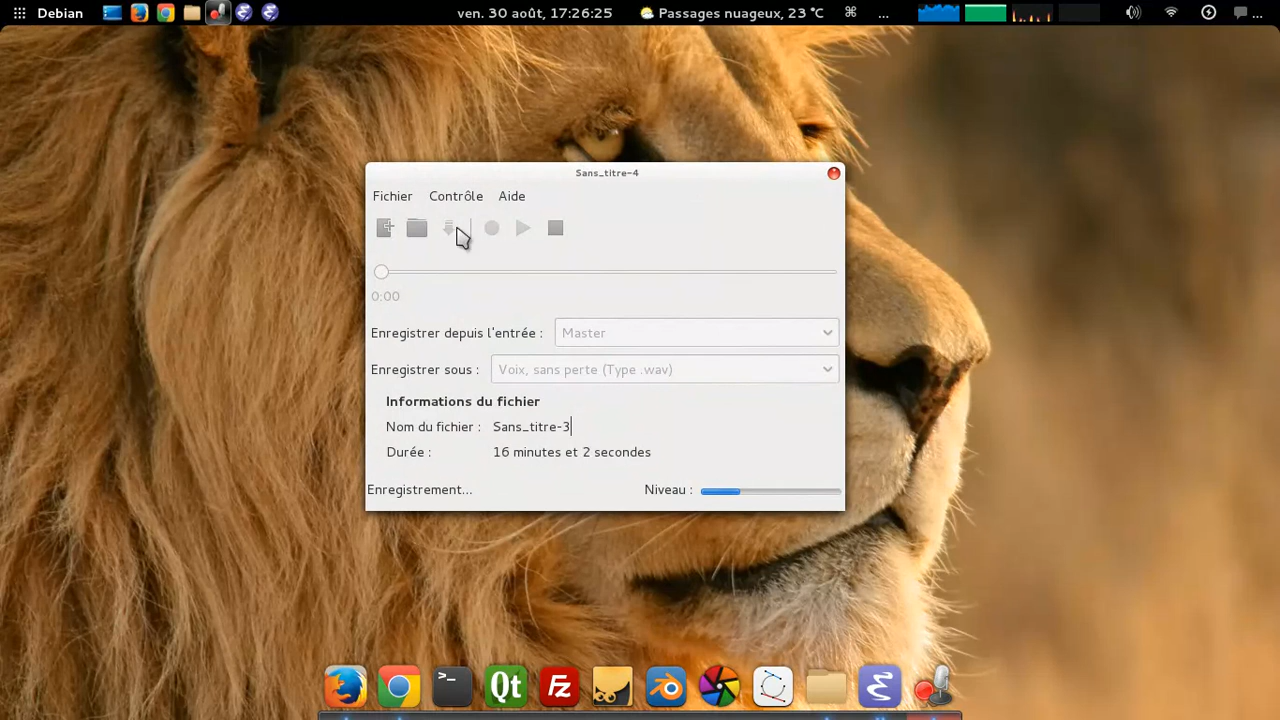 Debian
ven. 30 août, 17:26:25
Passages nuageux, 23 °C
⌘
...
...
Sans_titre-4
Fichier Contrôle Aide
0:00
Enregistrer depuis l'entrée : Master
Enregistrer sous : Voix, sans perte (Type .wav)
Informations du fichier
Nom du fichier : Sans_titre-3
Durée : 16 minutes et 2 secondes
Enregistrement... Niveau :
>_ Qt Fz